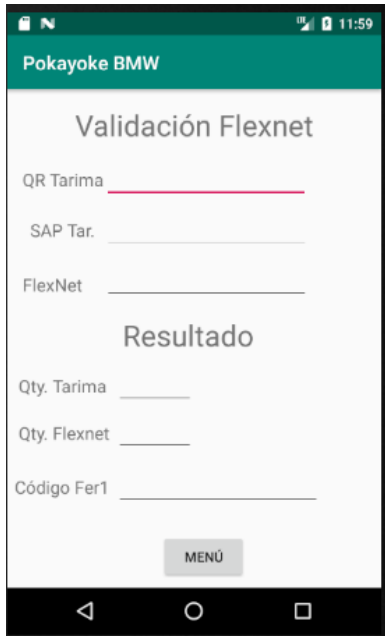 11:59
Pokayoke BMW
Validación Flexnet
QR Tarima
SAP Tar.
FlexNet
Resultado
Qty. Tarima
Qty. Flexnet
Código Fer1
MENÚ